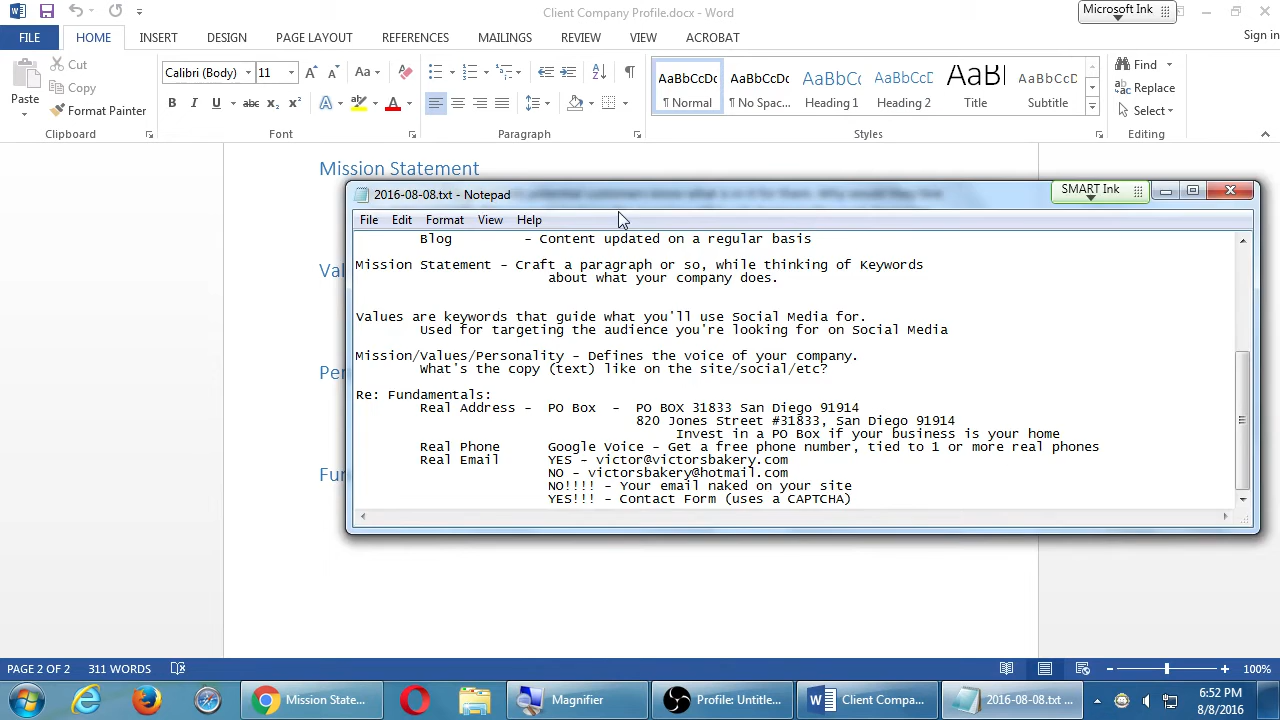 Client Company Profile.docx - Word
Microsoft Ink
FILE HOME INSERT DESIGN PAGE LAYOUT REFERENCES MAILINGS REVIEW VIEW ACROBAT Sign in
Paste
Cut
Copy
Format Painter
Clipboard
Calibri (Body) 11
Font
Paragraph
AaBbCcDc AaBbCcDc AaBbCc AaBbCcD AaBl AaBbCcD
¶ Normal ¶ No Spac... Heading 1 Heading 2 Title Subtitle
Styles
Find
Replace
Select
Editing
Mission Statement
Val
Per
Fu
2016-08-08.txt - Notepad
SMART Ink
File Edit Format View Help
Blog - Content updated on a regular basis
Mission Statement - Craft a paragraph or so, while thinking of Keywords
about what your company does.
Values are keywords that guide what you'll use Social Media for.
Used for targeting the audience you're looking for on Social Media
Mission/Values/Personality - Defines the voice of your company.
What's the copy (text) like on the site/social/etc?
Re: Fundamentals:
Real Address - PO Box - PO BOX 31833 San Diego 91914
820 Jones Street #31833, San Diego 91914
Invest in a PO Box if your business is your home
Real Phone Google Voice - Get a free phone number, tied to 1 or more real phones
Real Email YES - victor@victorsbakery.com
NO - victorsbakery@hotmail.com
NO!!!! - Your email naked on your site
YES!!! - Contact Form (uses a CAPTCHA)
PAGE 2 OF 2 311 WORDS 100%
Mission State... Magnifier Profile: Untitle... Client Compa... 2016-08-08.txt ...
6:52 PM
8/8/2016